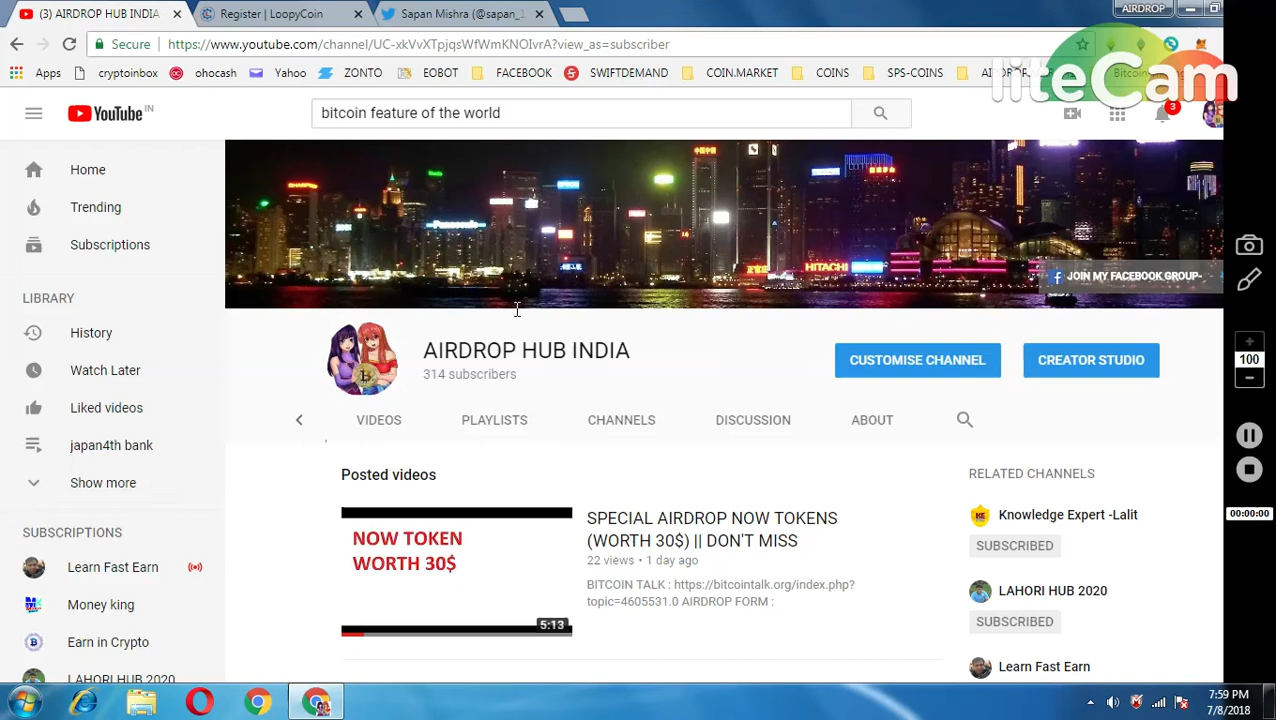 (3) AIRDROP HUB INDIA
Register | LoopyCoin
Sapan Mishra (@sapan_1
AIRDROP
Secure
https://www.youtube.com/channel/UC-xkVvXTpjqsWfWmKNOIvrA?view_as=subscriber
Apps
cryptoinbox
ohocash
Yahoo
ZONTO
EOBOT
FACEBOOK
SWIFTDEMAND
COIN.MARKET
COINS
SPS-COINS
liteCam
YouTube IN
bitcoin feature of the world
3
Home
Trending
Subscriptions
LIBRARY
History
Watch Later
Liked videos
japan4th bank
Show more
SUBSCRIPTIONS
Learn Fast Earn
Money king
Earn in Crypto
LAHORI HUB 2020
HITACHI
JOIN MY FACEBOOK GROUP-
AIRDROP HUB INDIA
314 subscribers
CUSTOMISE CHANNEL
CREATOR STUDIO
VIDEOS
PLAYLISTS
CHANNELS
DISCUSSION
ABOUT
Posted videos
NOW TOKEN
WORTH 30$
5:13
SPECIAL AIRDROP NOW TOKENS
(WORTH 30$) || DON'T MISS
22 views • 1 day ago
BITCOIN TALK : https://bitcointalk.org/index.php?
topic=4605531.0 AIRDROP FORM :
RELATED CHANNELS
Knowledge Expert -Lalit
SUBSCRIBED
LAHORI HUB 2020
SUBSCRIBED
Learn Fast Earn
100
00:00:00
7:59 PM
7/8/2018